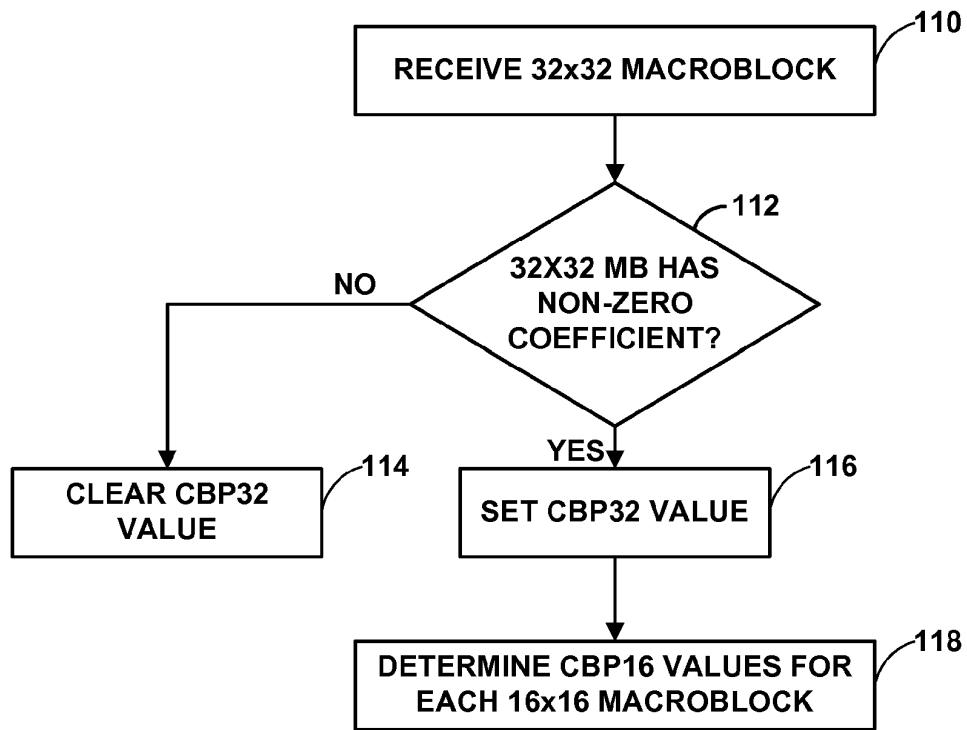 110
RECEIVE 32x32 MACROBLOCK
112
32X32 MB HAS
NON-ZERO
COEFFICIENT?
NO
YES
114
CLEAR CBP32
VALUE
116
SET CBP32 VALUE
118
DETERMINE CBP16 VALUES FOR
EACH 16x16 MACROBLOCK